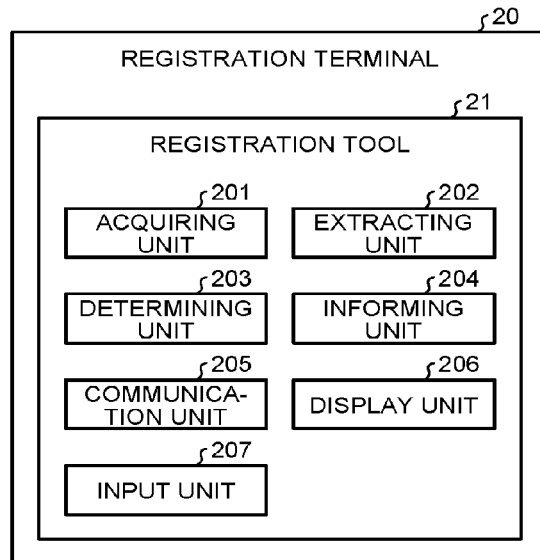 20
REGISTRATION TERMINAL
21
REGISTRATION TOOL
201
ACQUIRING
UNIT
202
EXTRACTING
UNIT
203
DETERMINING
UNIT
204
INFORMING
UNIT
205
COMMUNICA-
TION UNIT
206
DISPLAY UNIT
207
INPUT UNIT